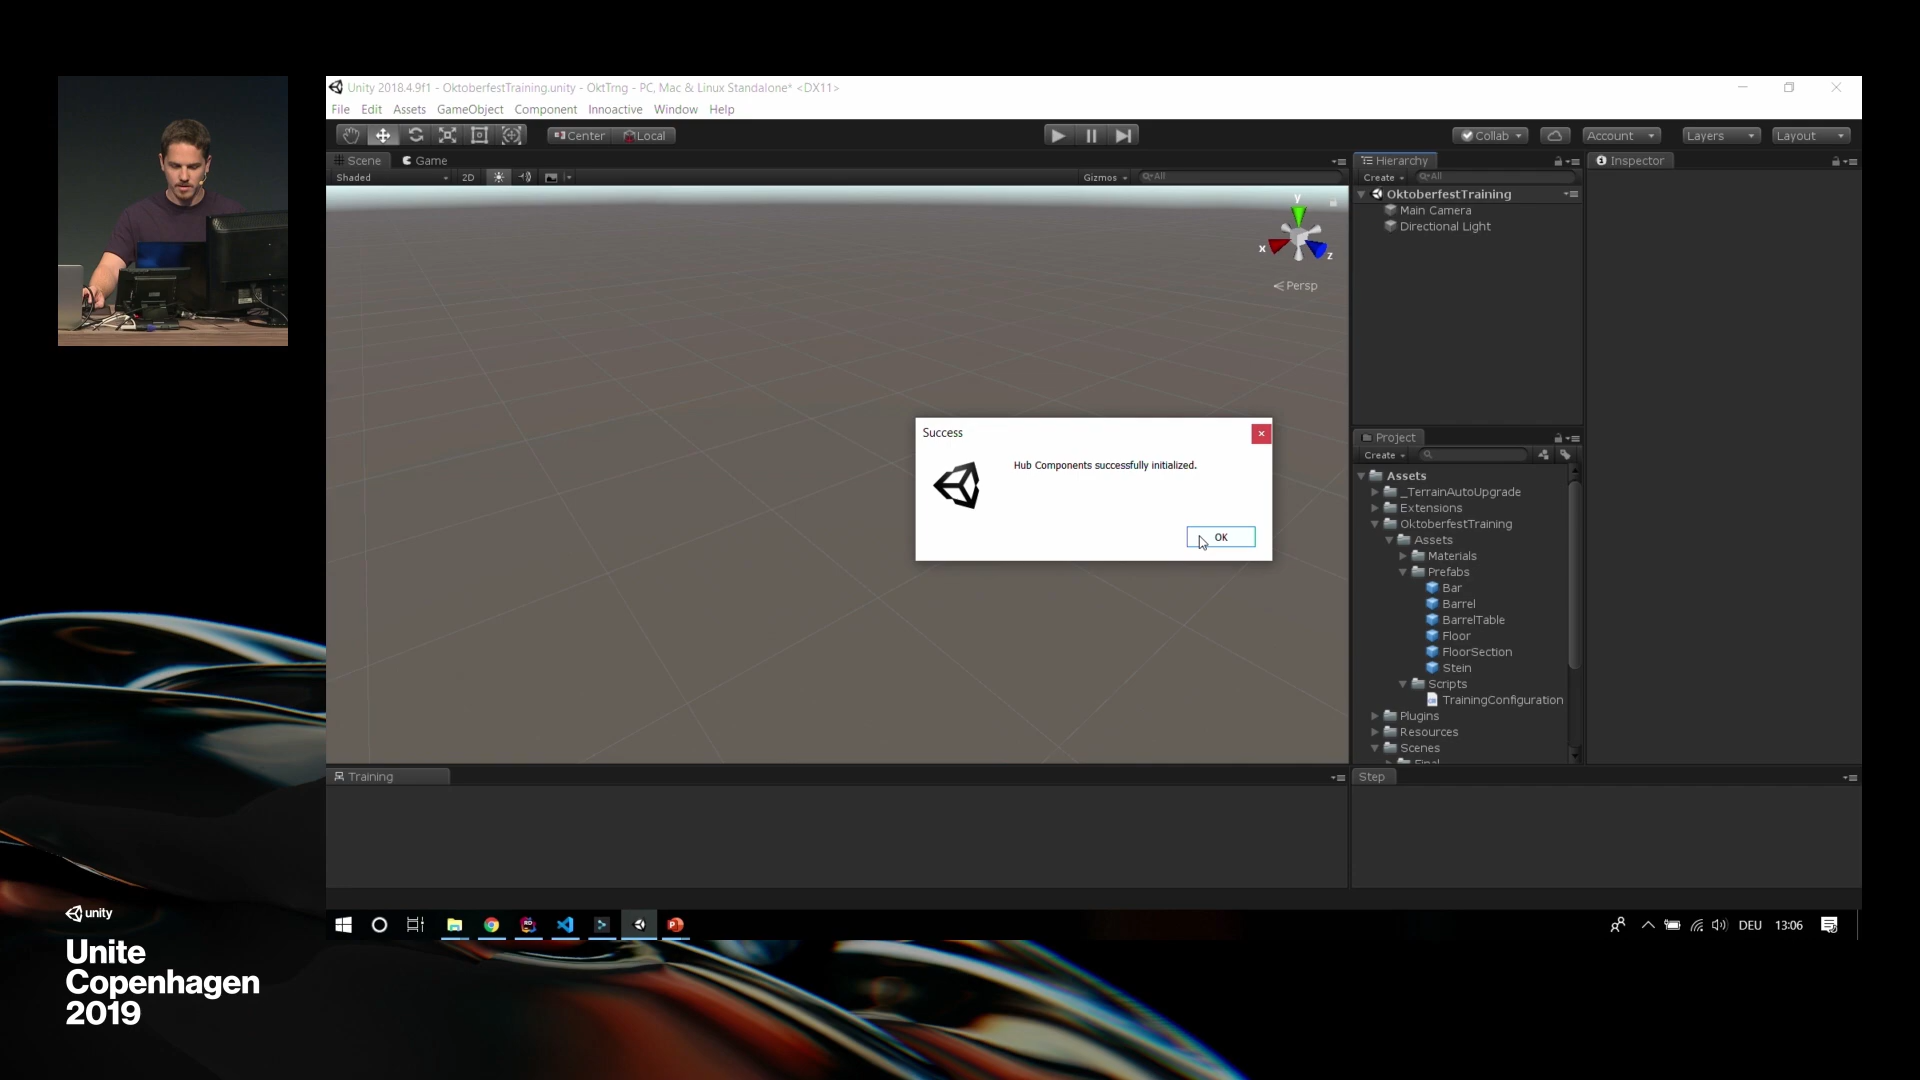 Unity 2018.4.9f1 - OktoberfestTraining.unity - OktTrng - PC, Mac & Linux Standalone* <DX11>
File Edit Assets GameObject Component Innoactive Window Help
Center Local
Collab Account Layers Layout
Scene Game
Shaded 2D Gizmos All
y
x
z
Persp
Hierarchy
Create All
OktoberfestTraining
Main Camera
Directional Light
Inspector
Success
Hub Components successfully initialized.
OK
Project
Create
Assets
_TerrainAutoUpgrade
Extensions
OktoberfestTraining
Assets
Materials
Prefabs
Bar
Barrel
BarrelTable
Floor
FloorSection
Stein
Scripts
TrainingConfiguration
Plugins
Resources
Scenes
Training
Step
DEU 13:06
unity
Unite
Copenhagen
2019